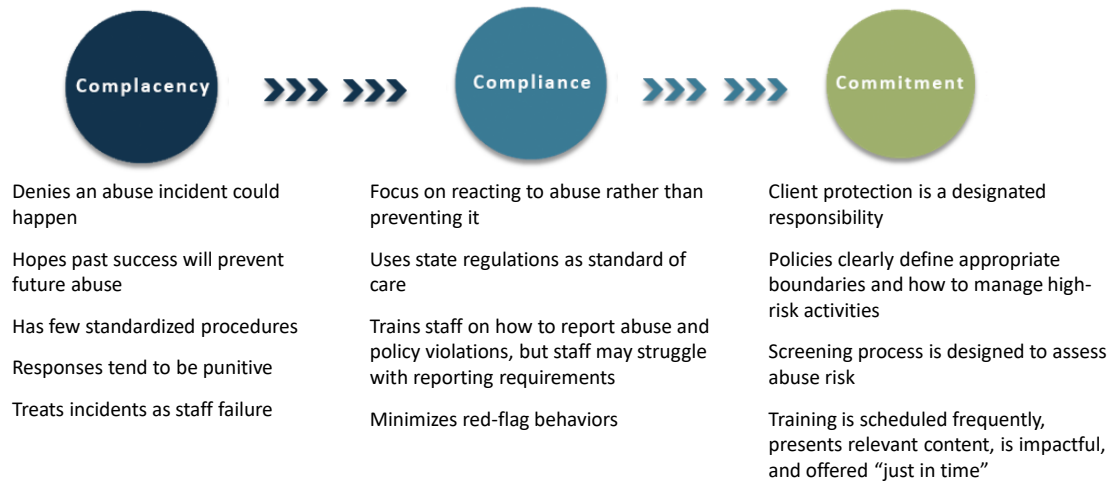 Complacency
Compliance
Commitment
Denies an abuse incident could
happen
Hopes past success will prevent
future abuse
Has few standardized procedures
Responses tend to be punitive
Treats incidents as staff failure
Focus on reacting to abuse rather than
preventing it
Uses state regulations as standard of
care
Trains staff on how to report abuse and
policy violations, but staff may struggle
with reporting requirements
Minimizes red-flag behaviors
Client protection is a designated
responsibility
Policies clearly define appropriate
boundaries and how to manage high-
risk activities
Screening process is designed to assess
abuse risk
Training is scheduled frequently,
presents relevant content, is impactful,
and offered “just in time”